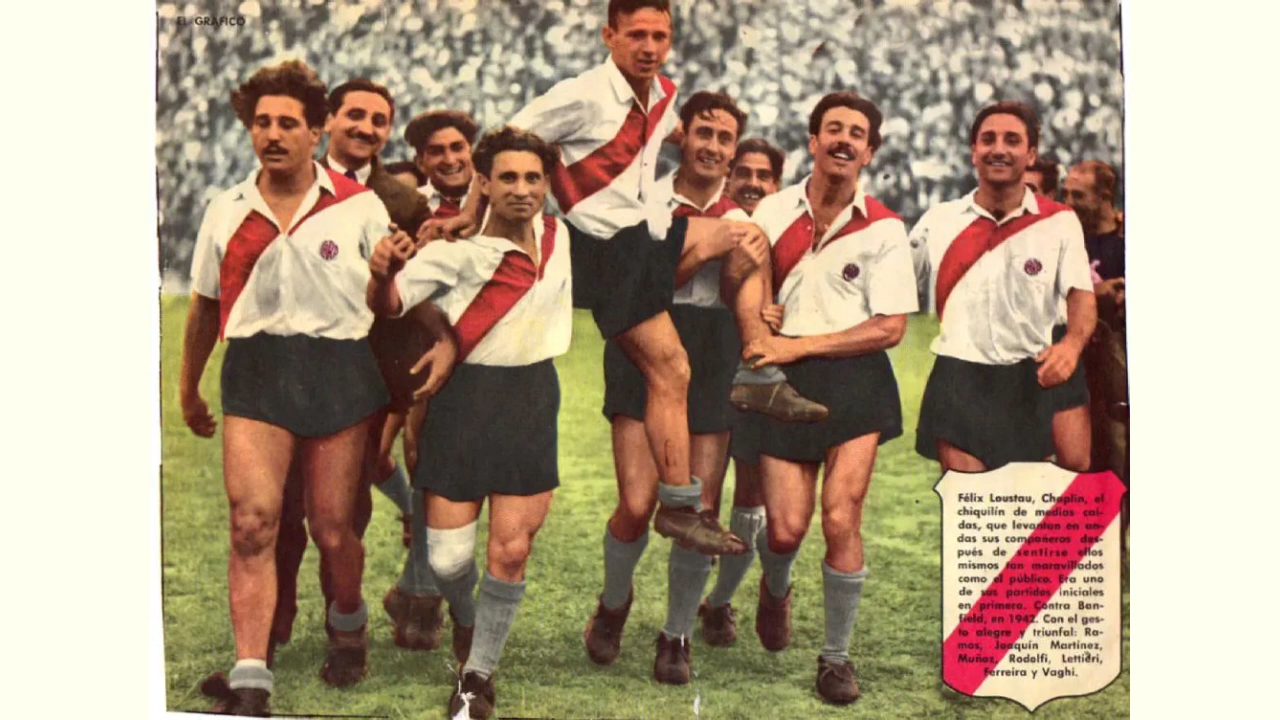 EL GRAFICO
Félix Loustau, Chaplin, el
chiquilín de medias caí-
das, que levantan en an-
das sus compañeros des-
pués de sentirse ellos
mismos tan maravillados
como el público. Era uno
de sus partidos iniciales
en primera. Contra Ban-
field, en 1942. Con el ges-
to alegre y triunfal: Ra-
mos, Joaquín Martínez,
Muñoz, Rodolfi, Lettieri,
Ferreira y Vaghi.